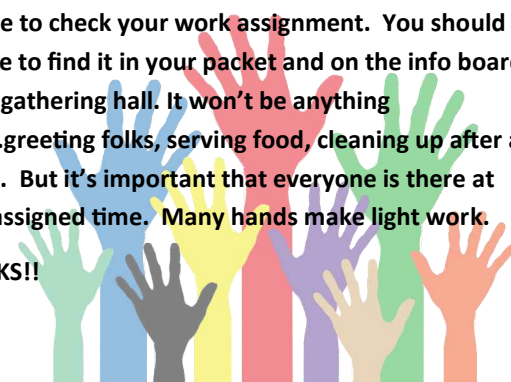 e to check your work assignment.  You should
e to find it in your packet and on the info board
gathering hall. It won’t be anything
.greeting folks, serving food, cleaning up after a
.  But it’s important that everyone is there at
assigned time.  Many hands make light work.
KS!!